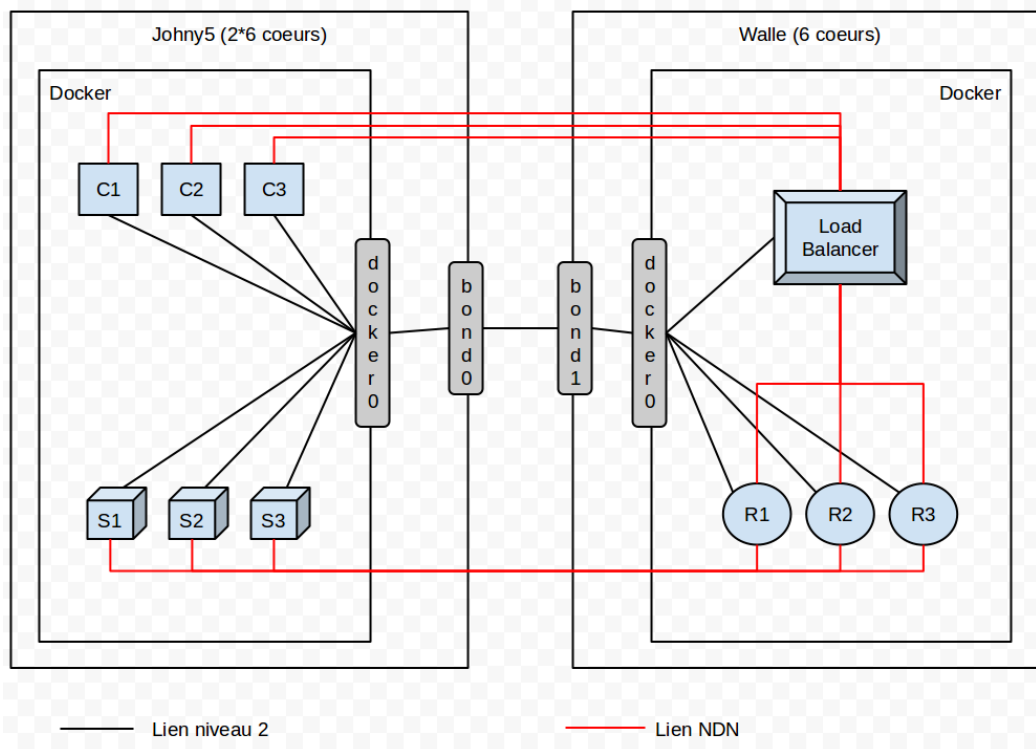 Johny5 (2*6 coeurs)
Walle (6 coeurs)
Docker
Docker
C1
C2
C3
Load
Balancer
docker0
bond0
bond1
docker0
S1
S2
S3
R1
R2
R3
Lien niveau 2
Lien NDN